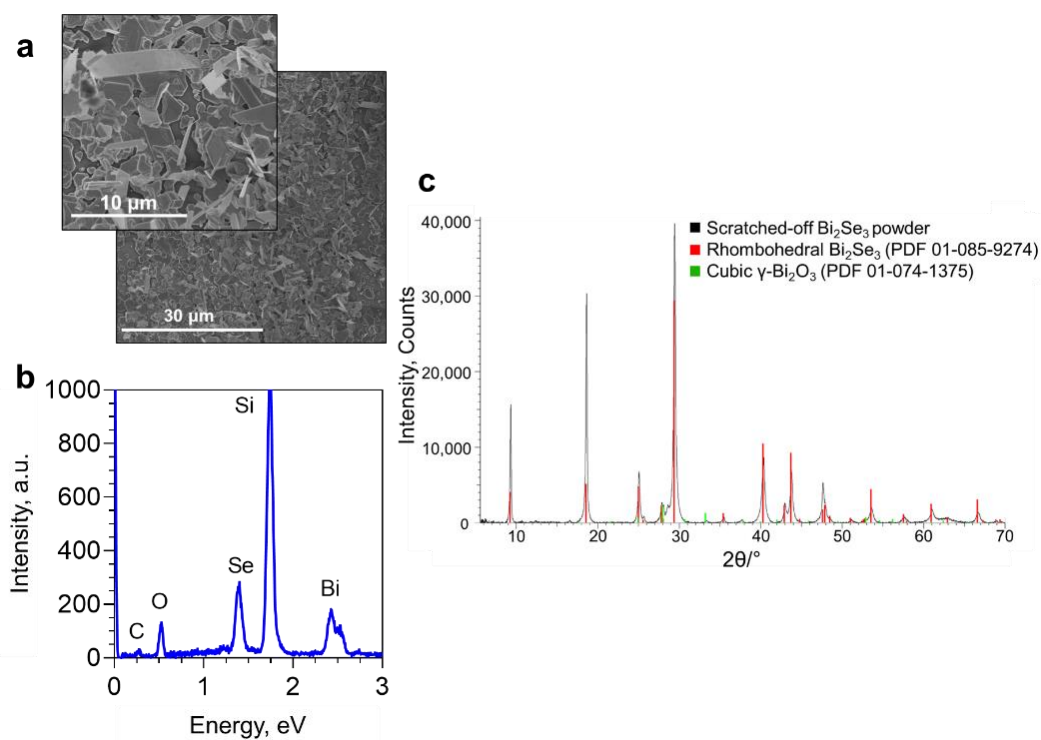 a
10 µm
30 µm
b
Intensity, a.u.
1000
800
600
400
200
0
C
O
Se
Si
Bi
0
1
2
3
Energy, eV
c
Intensity, Counts
40,000
30,000
20,000
10,000
0
Scratched-off Bi₂Se₃ powder
Rhombohedral Bi₂Se₃ (PDF 01-085-9274)
Cubic γ-Bi₂O₃ (PDF 01-074-1375)
10
20
30
40
50
60
70
2θ/°